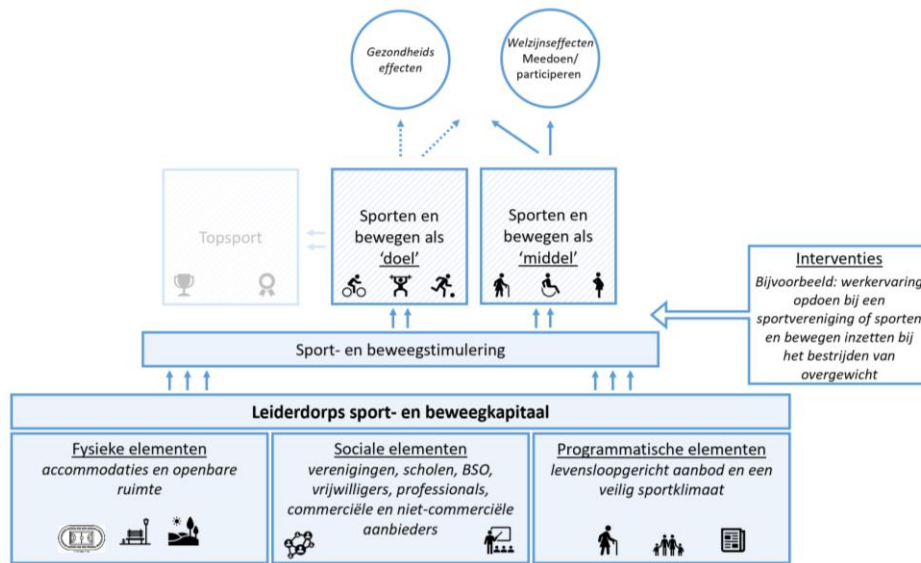 Gezondheids
effecten
Welzijnseffecten
Meedoen/
participeren
Topsport
Sporten en
bewegen als
'doel'
Sporten en
bewegen als
'middel'
Interventies
Bijvoorbeeld: werkervaring
opdoen bij een
sportvereniging of sporten
en bewegen inzetten bij
het bestrijden van
overgewicht
Sport- en beweegstimulering
Leiderdorps sport- en beweegkapitaal
Fysieke elementen
accommodaties en openbare
ruimte
Sociale elementen
verenigingen, scholen, BSO,
vrijwilligers, professionals,
commerciële en niet-commerciële
aanbieders
Programmatische elementen
levensloopgericht aanbod en een
veilig sportklimaat